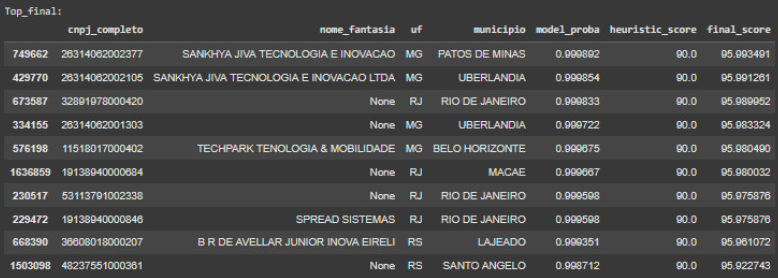 Top_final:
cnpj_completo nome_fantasia uf municipio model_proba heuristic_score final_score
749662 26314062002377 SANKHYA JIVA TECNOLOGIA E INOVACAO MG PATOS DE MINAS 0.999892 90.0 95.993491
429770 26314062002105 SANKHYA JIVA TECNOLOGIA E INOVACAO LTDA MG UBERLANDIA 0.999854 90.0 95.991261
673587 32891978000420 None RJ RIO DE JANEIRO 0.999833 90.0 95.989952
334155 26314062001303 None MG UBERLANDIA 0.999722 90.0 95.983324
576198 11518017000402 TECHPARK TENOLOGIA & MOBILIDADE MG BELO HORIZONTE 0.999675 90.0 95.980490
1636859 19138940000684 None RJ MACAE 0.999667 90.0 95.980032
230517 53113791002338 None RJ RIO DE JANEIRO 0.999598 90.0 95.975876
229472 19138940000846 SPREAD SISTEMAS RJ RIO DE JANEIRO 0.999598 90.0 95.975876
668390 36608018000207 B R DE AVELLAR JUNIOR INOVA EIRELI RS LAJEADO 0.999351 90.0 95.961072
1503098 48237551000361 None RS SANTO ANGELO 0.998712 90.0 95.922743